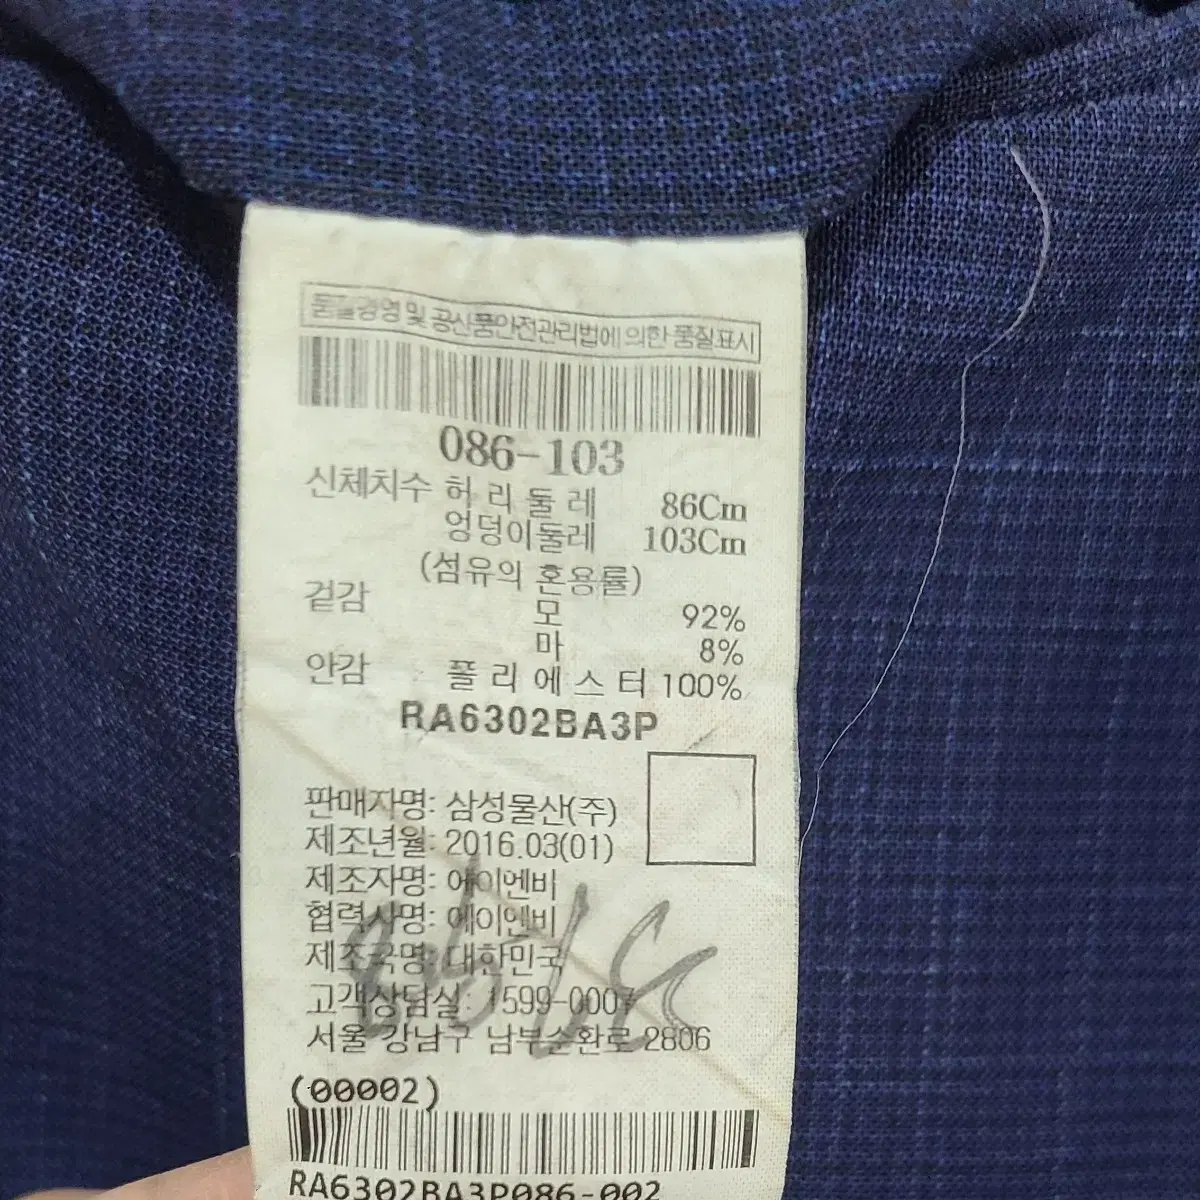 품질경영 및 공산품안전관리법에 의한 품질표시
086-103
신체치수 허 리 둘 레 86Cm
엉덩이둘레 103Cm
(섬유의 혼용률)
겉감 모 92%
마 8%
안감 폴 리 에 스 터 100%
RA6302BA3P
판매자명: 삼성물산(주)
제조년월: 2016.03(01)
제조자명: 에이엔비
협력사명: 에이엔비
제조국명: 대한민국
고객상담실: 1599-0007
서울 강남구 남부순환로 2806
(00002)
RA6302BA3P086-002